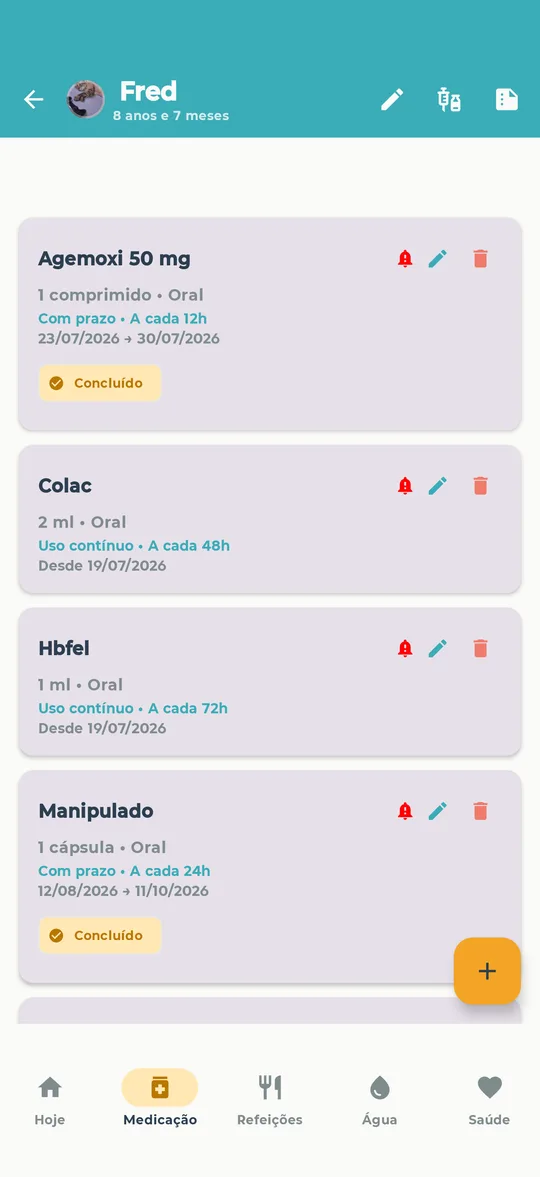 Fred
8 anos e 7 meses
Agemoxi 50 mg
1 comprimido • Oral
Com prazo • A cada 12h
23/07/2026 → 30/07/2026
Concluído
Colac
2 ml • Oral
Uso contínuo • A cada 48h
Desde 19/07/2026
Hbfel
1 ml • Oral
Uso contínuo • A cada 72h
Desde 19/07/2026
Manipulado
1 cápsula • Oral
Com prazo • A cada 24h
12/08/2026 → 11/10/2026
Concluído
Hoje
Medicação
Refeições
Água
Saúde